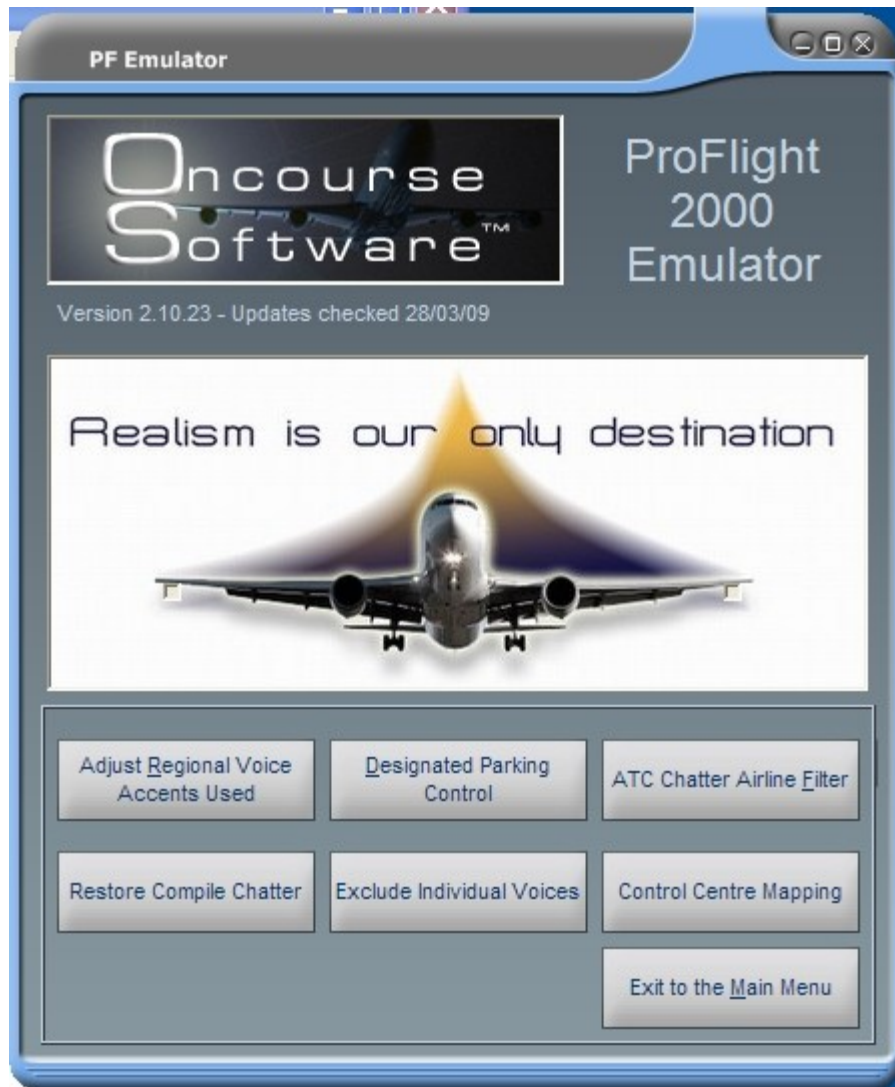 PF Emulator
Oncourse
Software™
ProFlight
2000
Emulator
Version 2.10.23 - Updates checked 28/03/09
Realism is our only destination
Adjust Regional Voice
Accents Used
Designated Parking
Control
ATC Chatter Airline Filter
Restore Compile Chatter
Exclude Individual Voices
Control Centre Mapping
Exit to the Main Menu